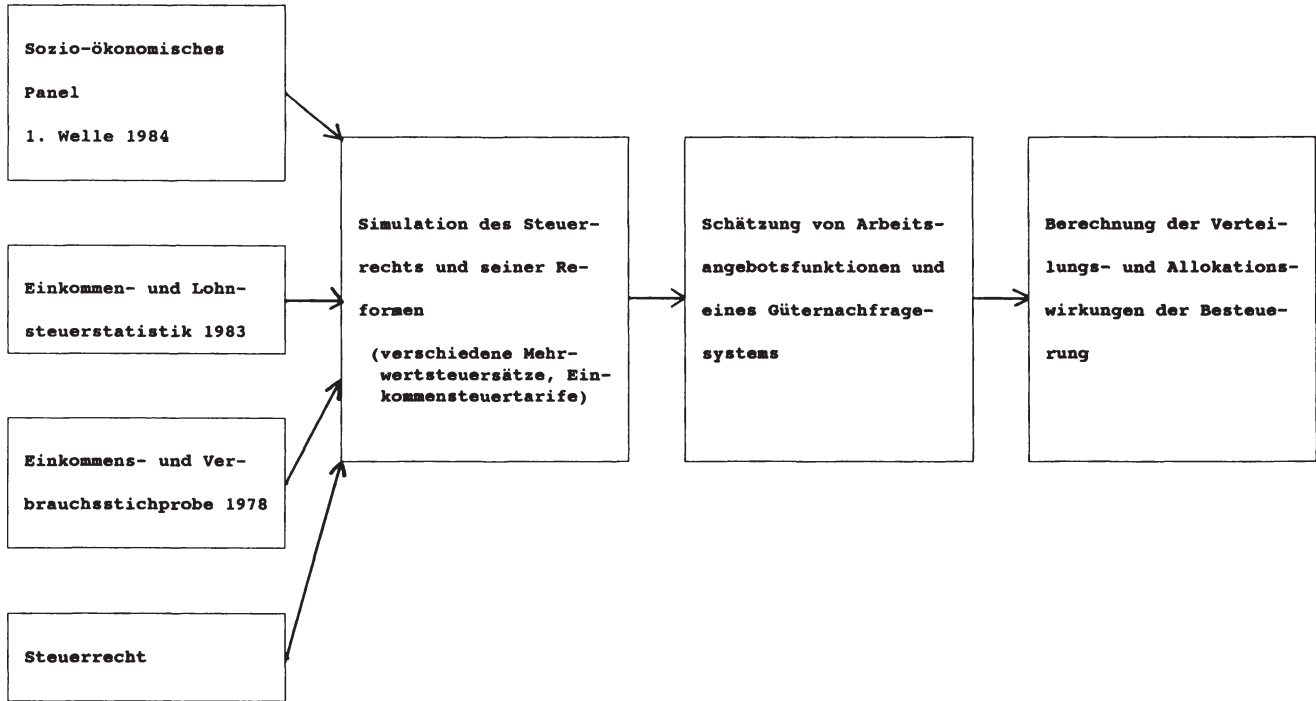 Sozio-ökonomisches
Panel
1. Welle 1984
Einkommen- und Lohn-
steuerstatistik 1983
Einkommens- und Ver-
brauchsstichprobe 1978
Steuerrecht
Simulation des Steuer-
rechts und seiner Re-
formen
(verschiedene Mehr-
wertsteuersätze, Ein-
kommensteuertarife)
Schätzung von Arbeits-
angebotsfunktionen und
eines Güternachfrage-
systems
Berechnung der Vertei-
lungs- und Allokations-
wirkungen der Besteue-
rung